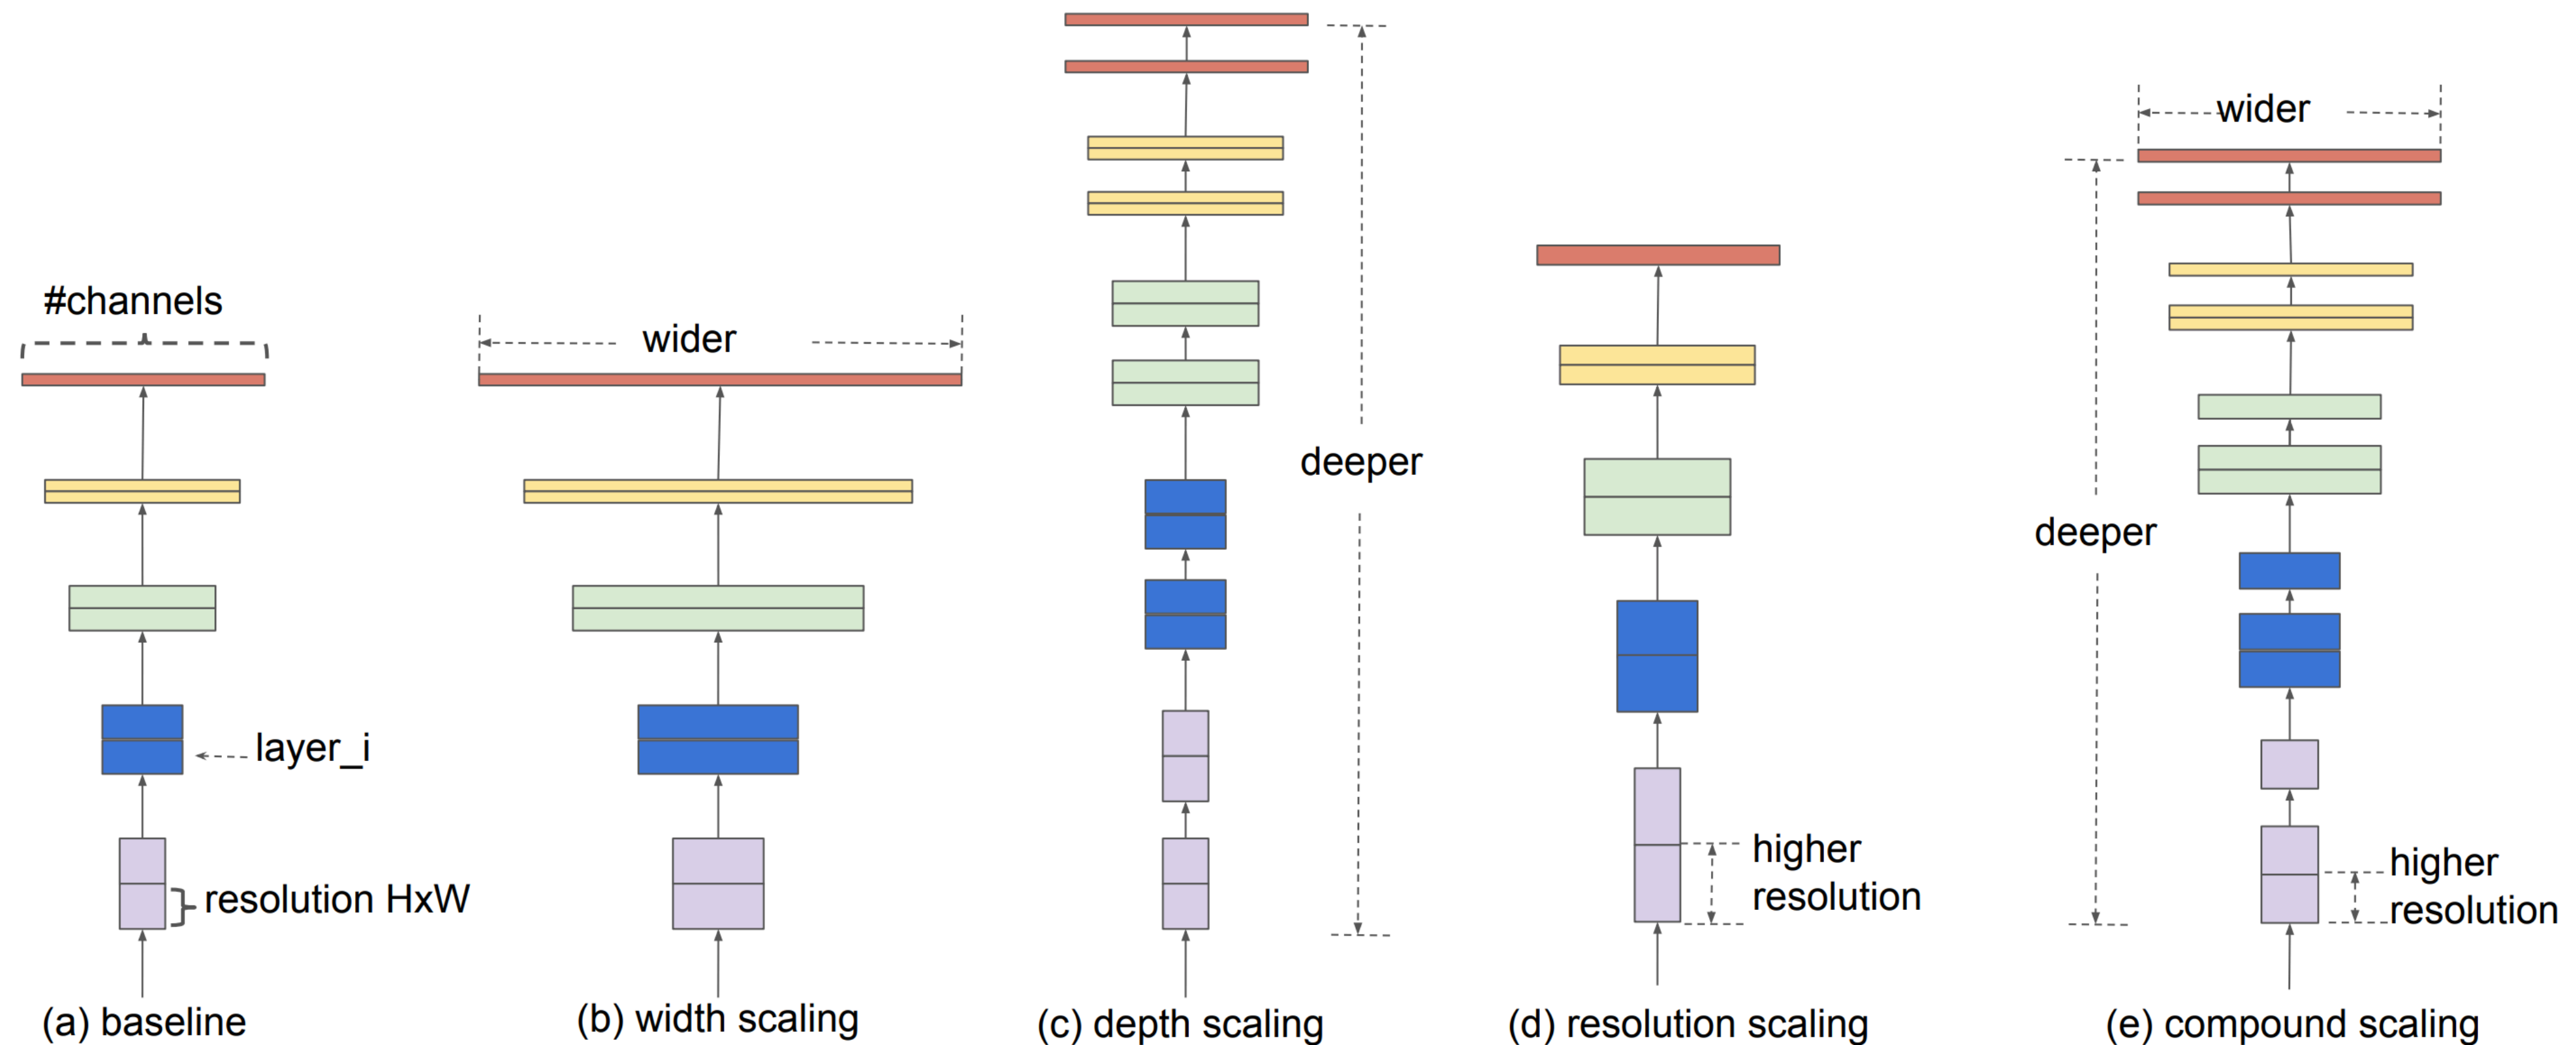 #channels
layer_i
resolution HxW
(a) baseline
wider
(b) width scaling
deeper
(c) depth scaling
higher
resolution
(d) resolution scaling
wider
deeper
higher
resolution
(e) compound scaling